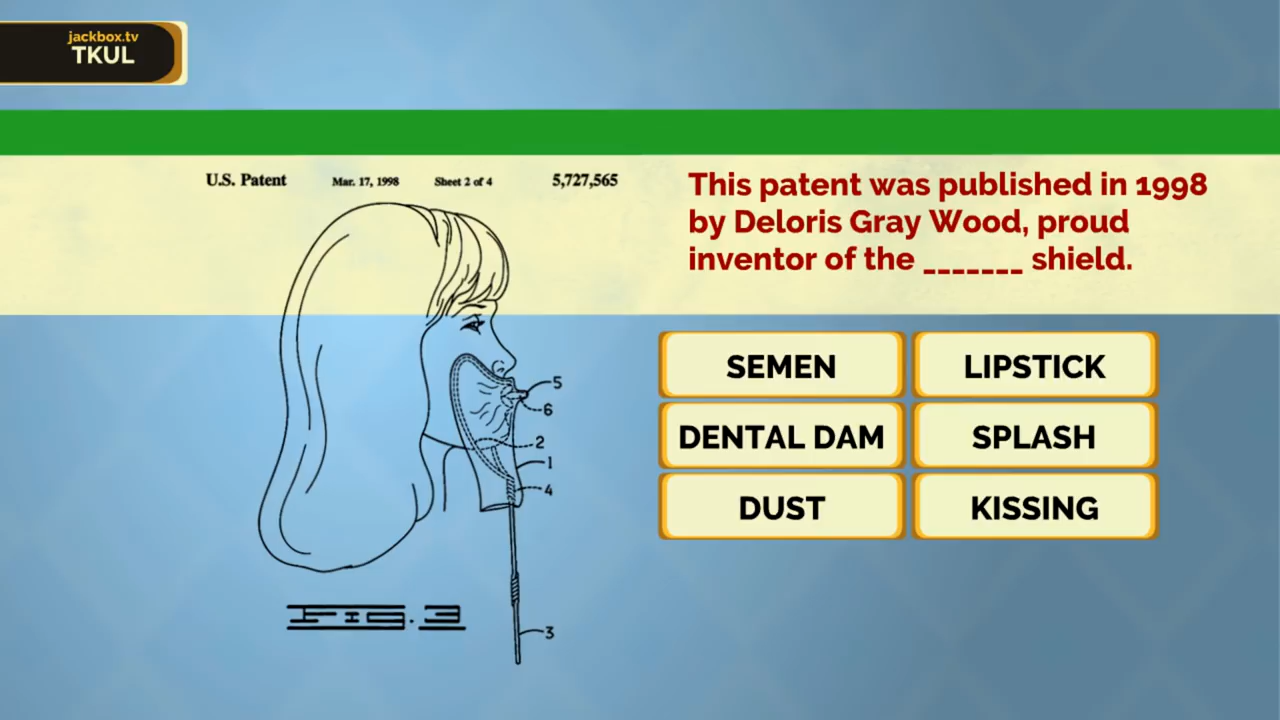 jackbox.tv
TKUL
U.S. Patent Mar. 17, 1998 Sheet 2 of 4 5,727,565
This patent was published in 1998
by Deloris Gray Wood, proud
inventor of the _______ shield.
SEMEN LIPSTICK
DENTAL DAM SPLASH
DUST KISSING
5
6
2
1
4
3
FIG. 3